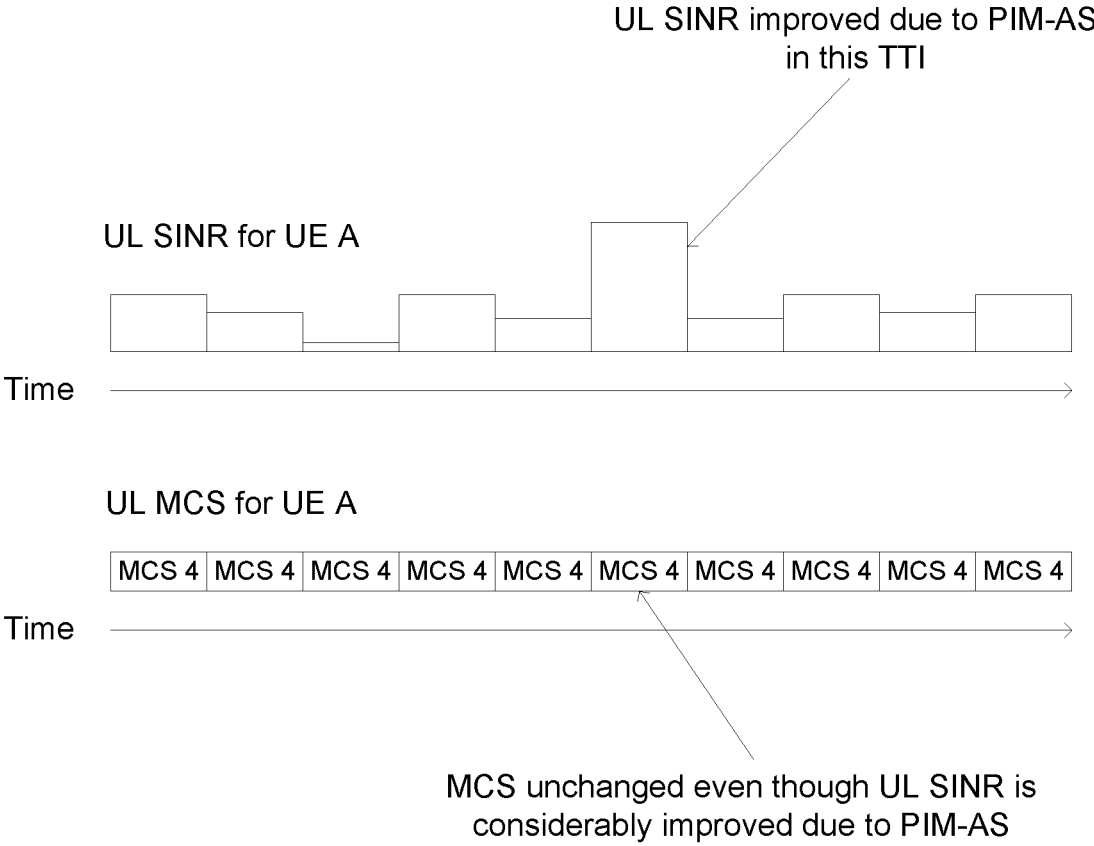 UL SINR improved due to PIM-AS
in this TTI
UL SINR for UE A
Time
UL MCS for UE A
MCS 4 MCS 4 MCS 4 MCS 4 MCS 4 MCS 4 MCS 4 MCS 4 MCS 4 MCS 4
Time
MCS unchanged even though UL SINR is
considerably improved due to PIM-AS